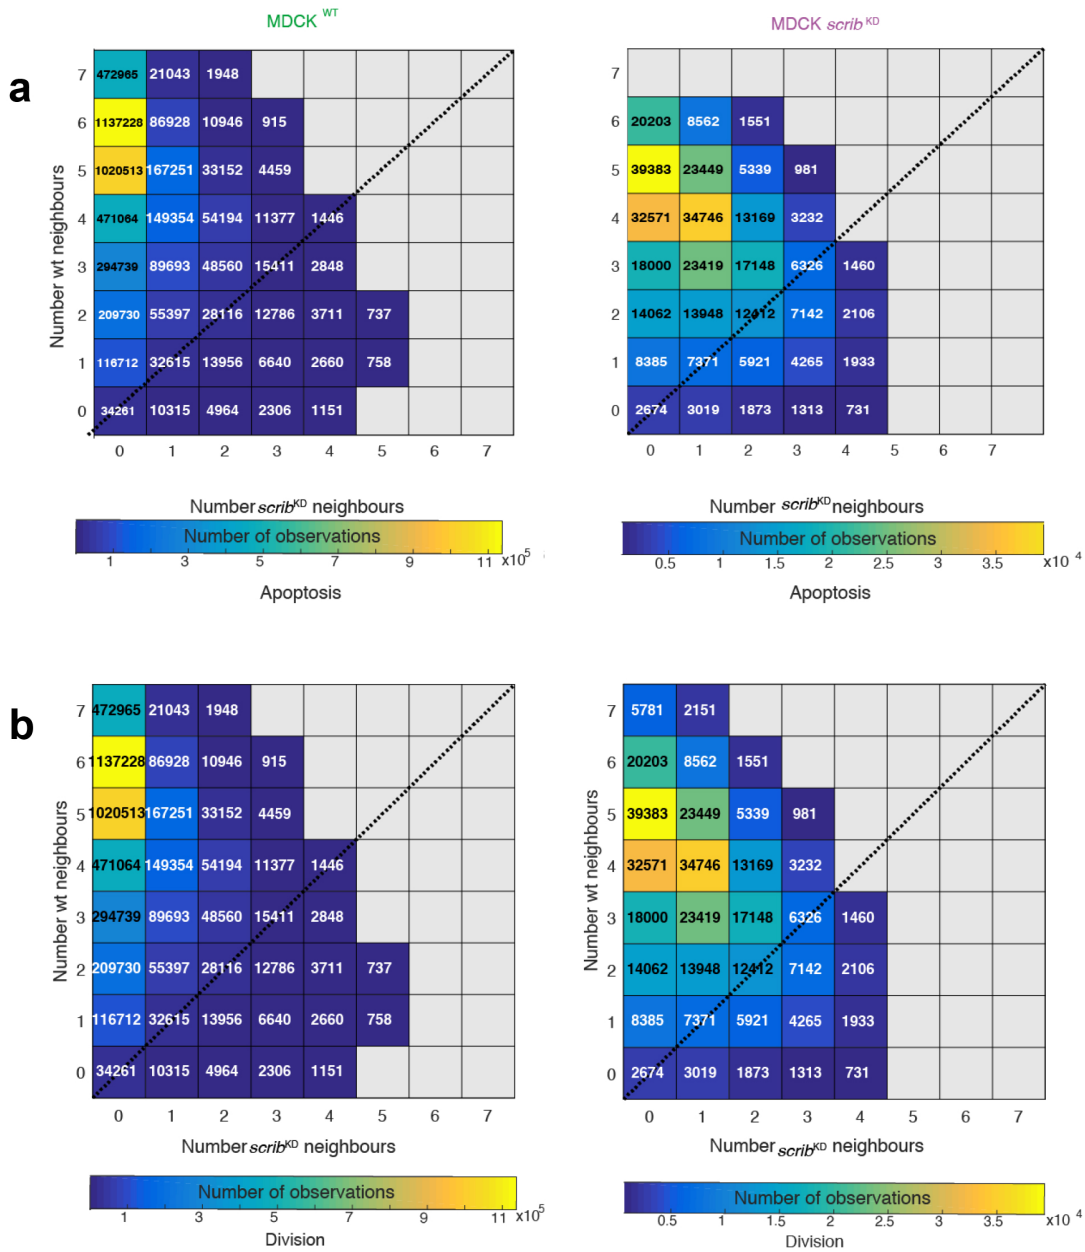 MDCK WT
MDCK scrib KD
a
7 472965 21043 1948
6 1137228 86928 10946 915
5 1020513 167251 33152 4459
4 471064 149354 54194 11377 1446
3 294739 89693 48560 15411 2848
2 209730 55397 28116 12786 3711 737
1 116712 32615 13956 6640 2660 758
0 34261 10315 4964 2306 1151
0 1 2 3 4 5 6 7
Number wt neighbours
Number scribKD neighbours
Number of observations
1 3 5 7 9 11 x10 5
Apoptosis
7
6 20203 8562 1551
5 39383 23449 5339 981
4 32571 34746 13169 3232
3 18000 23419 17148 6326 1460
2 14062 13948 12412 7142 2106
1 8385 7371 5921 4265 1933
0 2674 3019 1873 1313 731
0 1 2 3 4 5 6 7
Number scribKD neighbours
Number of observations
0.5 1 1.5 2 2.5 3 3.5 x10 4
Apoptosis
b
7 472965 21043 1948
6 1137228 86928 10946 915
5 1020513 167251 33152 4459
4 471064 149354 54194 11377 1446
3 294739 89693 48560 15411 2848
2 209730 55397 28116 12786 3711 737
1 116712 32615 13956 6640 2660 758
0 34261 10315 4964 2306 1151
0 1 2 3 4 5 6 7
Number wt neighbours
Number scribKD neighbours
Number of observations
1 3 5 7 9 11 x10 5
Division
7 5781 2151
6 20203 8562 1551
5 39383 23449 5339 981
4 32571 34746 13169 3232
3 18000 23419 17148 6326 1460
2 14062 13948 12412 7142 2106
1 8385 7371 5921 4265 1933
0 2674 3019 1873 1313 731
0 1 2 3 4 5 6 7
Number wt neighbours
Number scribKD neighbours
Number of observations
0.5 1 1.5 2 2.5 3 3.5 x10 4
Division